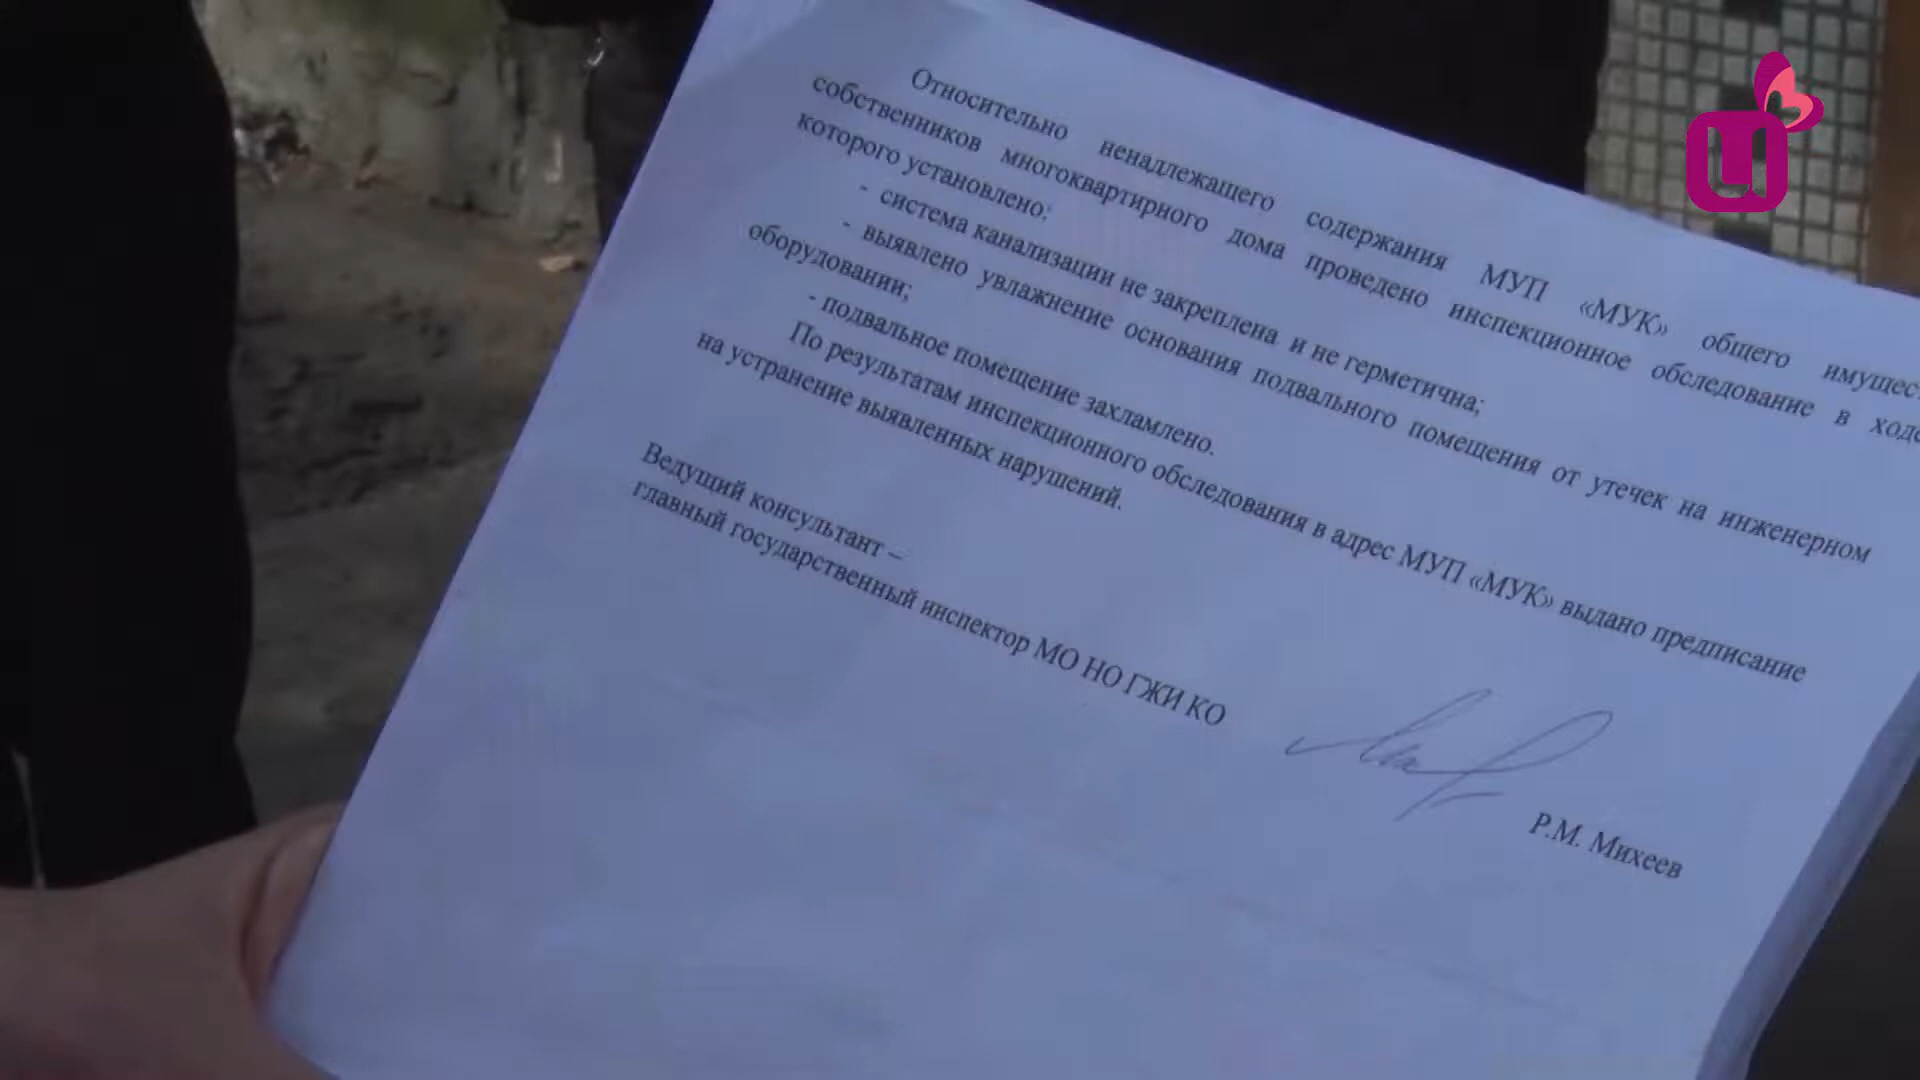 Относительно ненадлежащего содержания МУП «МУК» общего имущест
собственников многоквартирного дома проведено инспекционное обследование в ходе
которого установлено:
- система канализации не закреплена и не герметична;
- выявлено увлажнение основания подвального помещения от утечек на инженерном
оборудовании;
- подвальное помещение захламлено.
По результатам инспекционного обследования в адрес МУП «МУК» выдано предписание
на устранение выявленных нарушений.
Ведущий консультант –
главный государственный инспектор МО НО ГЖИ КО
Р.М. Михеев